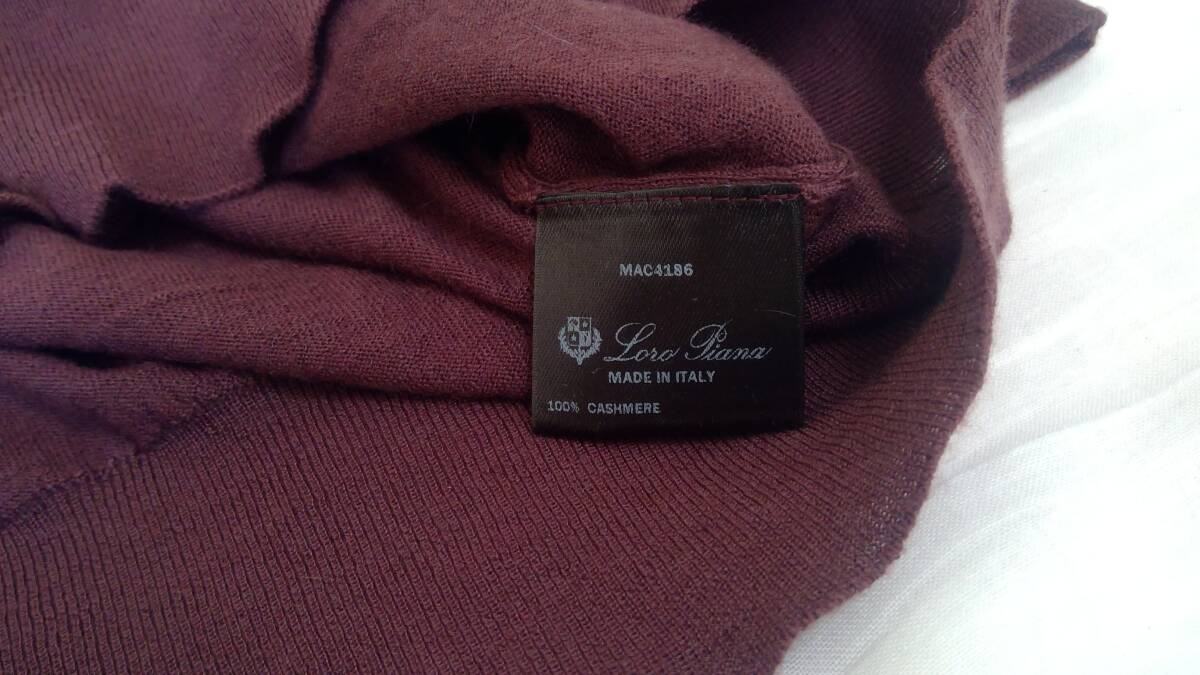 MAC4186
Loro Piana
MADE IN ITALY
100% CASHMERE